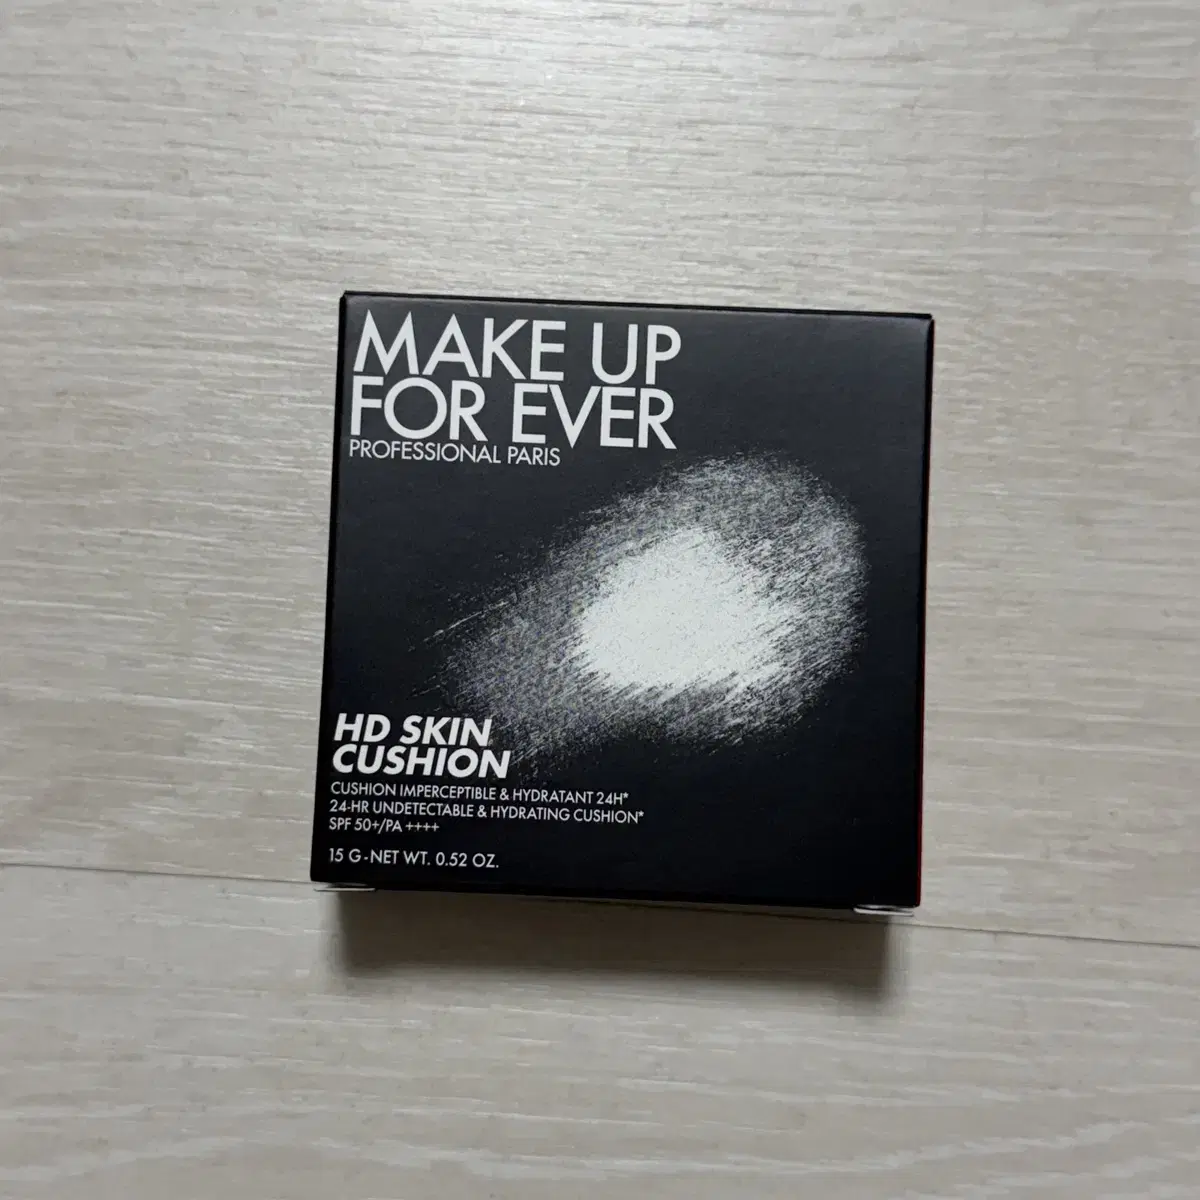 MAKE UP
FOR EVER
PROFESSIONAL PARIS
HD SKIN
CUSHION
CUSHION IMPERCEPTIBLE & HYDRATANT 24H*
24-HR UNDETECTABLE & HYDRATING CUSHION*
SPF 50+/PA ++++
15 G - NET WT. 0.52 OZ.